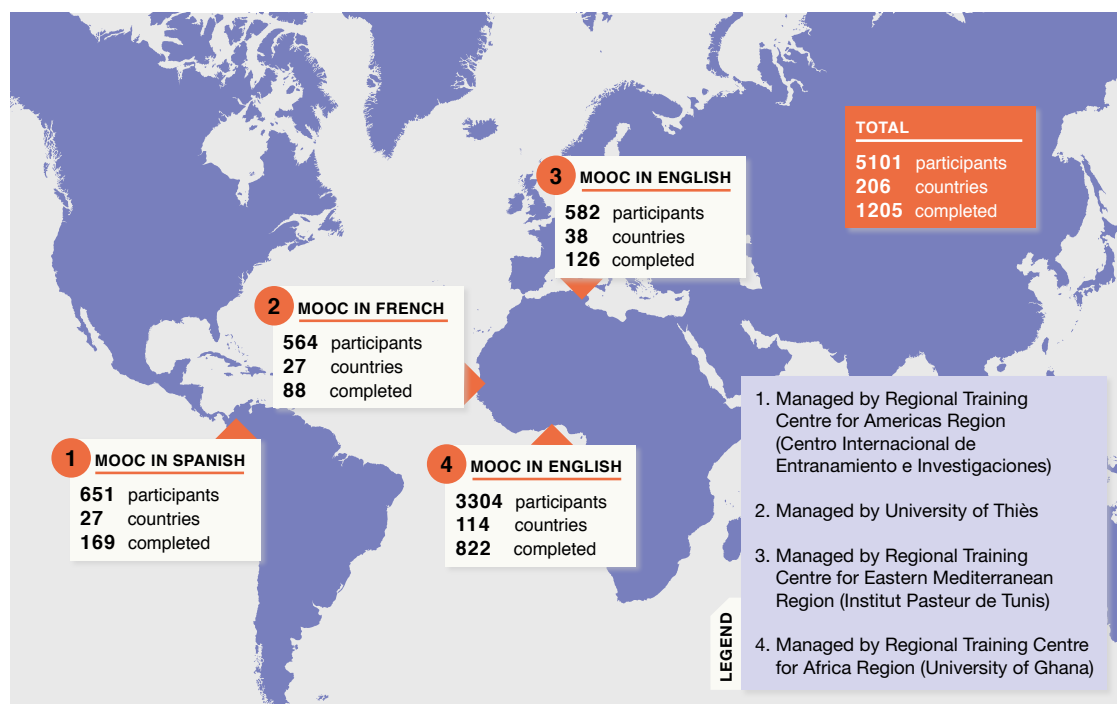 TOTAL
5101 participants
206 countries
1205 completed
3 MOOC IN ENGLISH
582 participants
38 countries
126 completed
2 MOOC IN FRENCH
564 participants
27 countries
88 completed
1 MOOC IN SPANISH
651 participants
27 countries
169 completed
4 MOOC IN ENGLISH
3304 participants
114 countries
822 completed
LEGEND
1. Managed by Regional Training
Centre for Americas Region
(Centro Internacional de
Entranamiento e Investigaciones)
2. Managed by University of Thiès
3. Managed by Regional Training
Centre for Eastern Mediterranean
Region (Institut Pasteur de Tunis)
4. Managed by Regional Training Centre
for Africa Region (University of Ghana)